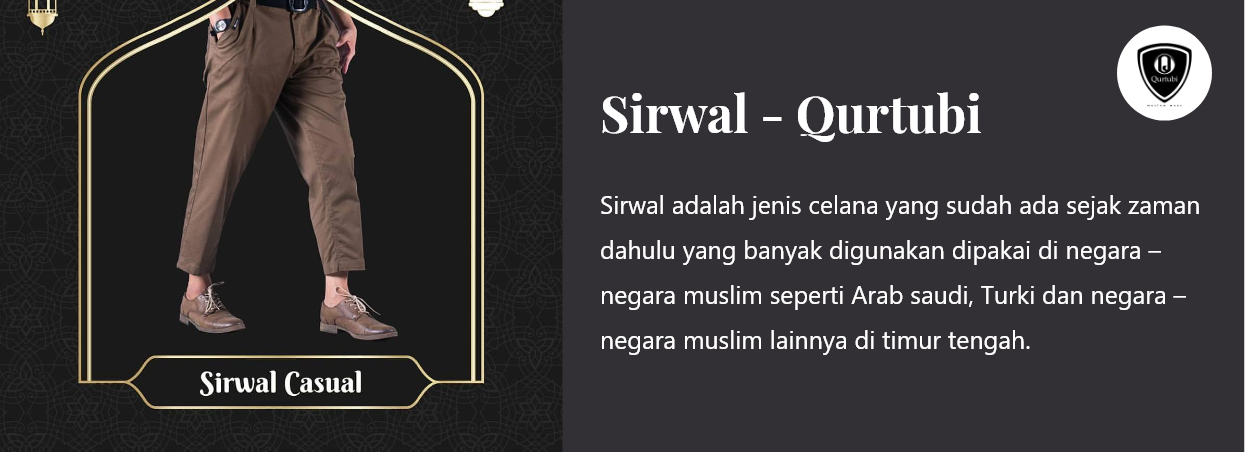 Sirwal - Qurtubi
Qurtubi
Sirwal adalah jenis celana yang sudah ada sejak zaman
dahulu yang banyak digunakan dipakai di negara –
negara muslim seperti Arab saudi, Turki dan negara –
negara muslim lainnya di timur tengah.
Sirwal Casual